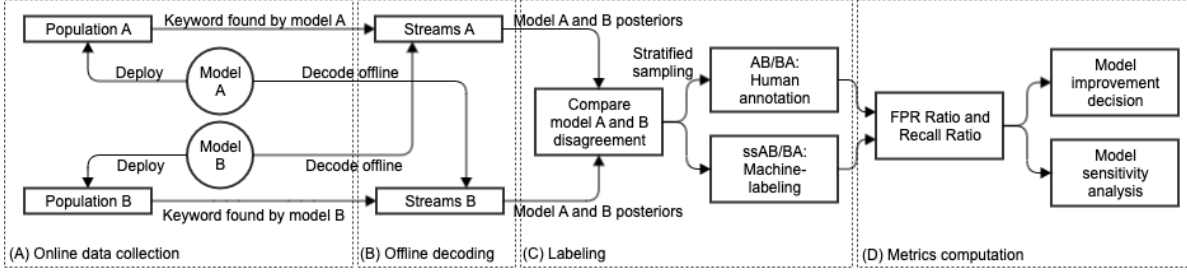 Population A
Keyword found by model A
Streams A
Model A and B posteriors
Deploy
Model
A
Decode offline
Stratified
sampling
AB/BA:
Human
annotation
Model
improvement
decision
Compare
model A and B
disagreement
FPR Ratio and
Recall Ratio
Model
B
Deploy
Decode offline
ssAB/BA:
Machine-
labeling
Model
sensitivity
analysis
Population B
Keyword found by model B
Streams B
Model A and B posteriors
(A) Online data collection
(B) Offline decoding
(C) Labeling
(D) Metrics computation